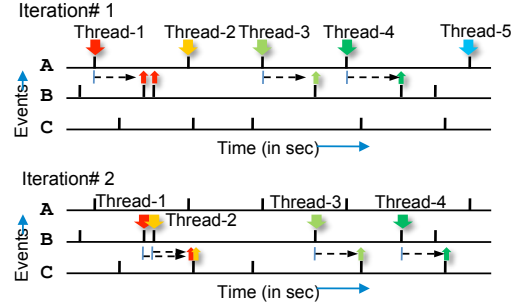 Iteration# 1
Thread-1 Thread-2 Thread-3 Thread-4 Thread-5
A
B
C
Events
Time (in sec)
Iteration# 2
Thread-1 Thread-2 Thread-3 Thread-4
A
B
C
Events
Time (in sec)